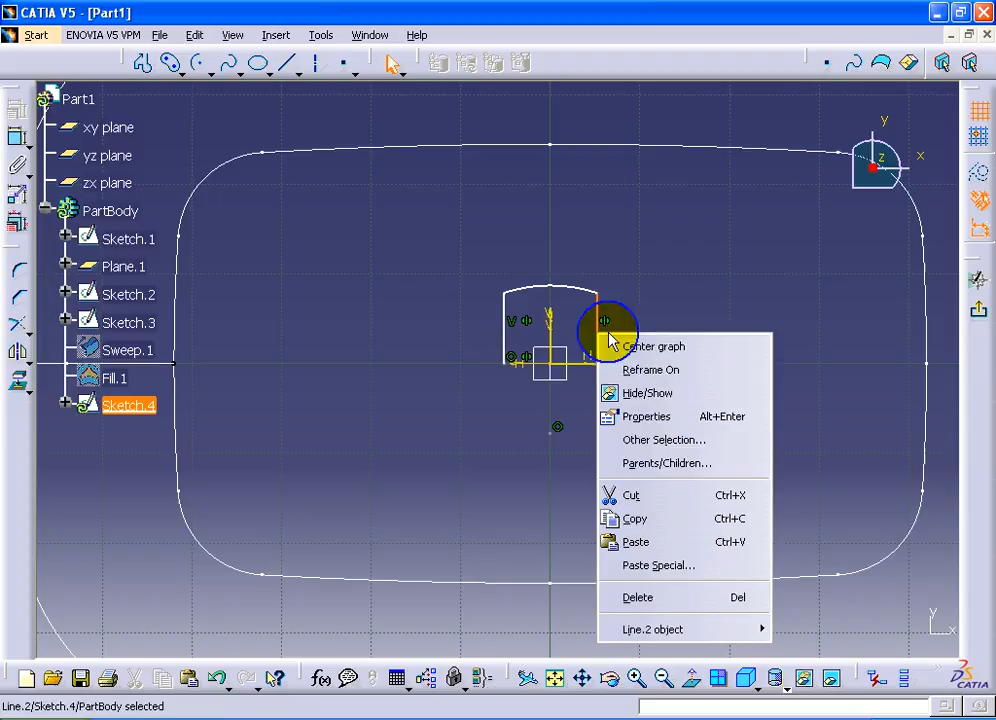 CATIA V5 - [Part1]
Start ENOVIA V5 VPM File Edit View Insert Tools Window Help
Part1
xy plane
yz plane
zx plane
PartBody
Sketch.1
Plane.1
Sketch.2
Sketch.3
Sweep.1
Fill.1
Sketch.4
y
z
x
V
V
H
Center graph
Reframe On
Hide/Show
Properties Alt+Enter
Other Selection...
Parents/Children...
Cut Ctrl+X
Copy Ctrl+C
Paste Ctrl+V
Paste Special...
Delete Del
Line.2 object
y
x
f(x)
CATIA
Line.2/Sketch.4/PartBody selected